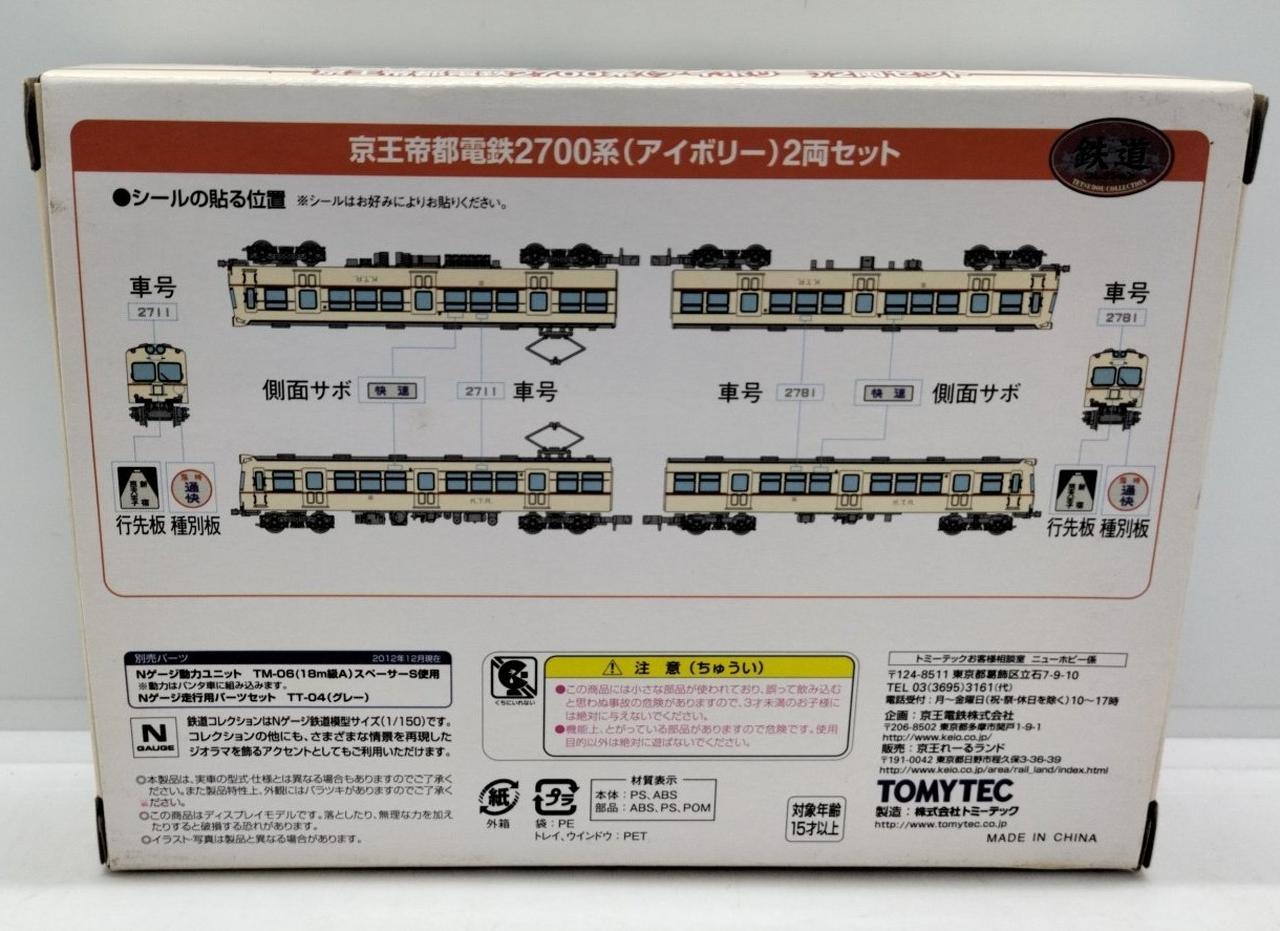 京王帝都電鉄2700系(アイボリー)2両セット
鉄道
TETSUDOU COLLECTION
●シールの貼る位置 ※シールはお好みによりお貼りください。
K.T.R.
K.T.R.
車号
2711
車号
2781
側面サボ 快速 2711 車号
車号 2781 快速 側面サボ
通快
行先板 種別板
K.T.R.
K.T.R.
通快
行先板 種別板
別売パーツ 2012年12月現在
Nゲージ動力ユニット TM-06(18m級A)スペーサーS使用
※動力はパンタ車に組み込みます。
Nゲージ走行用パーツセット TT-04(グレー)
N GAUGE
鉄道コレクションはNゲージ鉄道模型サイズ(1/150)です。
コレクションの他にも、さまざまな情景を再現した
ジオラマを飾るアクセントとしてもご利用いただけます。
◎本製品は、実車の型式・仕様とは異なる場合もありますのでご了承く
ださい。また製品特性上、外観にはバラツキがありますのでご了承く
ださい。
◎この商品はディスプレイモデルです。落としたり、無理な力を加え
たりすると破損する恐れがあります。
◎イラスト・写真は製品と異なる場合があります。
くちにいれない
注意(ちゅうい)
●この商品には小さな部品が使われており、誤って飲み込む
と思わぬ事故の危険がありますので、3才未満のお子様に
は絶対に与えないでください。
●機能上、とがっている部品がありますので危険です。使用
目的以外は絶対に遊ばないでください。
紙
外箱
プラ
袋:PE
トレイ、ウインドウ:PET
材質表示
本体:PS、ABS
部品:ABS、PS、POM
対象年齢
15才以上
トミーテックお客様相談室 ニューホビー係
〒124-8511 東京都葛飾区立石7-9-10
TEL 03(3695)3161(代)
電話受付:月〜金曜日(祝・祭・休日を除く)10〜17時
企画:京王電鉄株式会社
〒206-8502 東京都多摩市関戸1-9-1
http://www.keio.co.jp/
販売:京王れーるランド
〒191-0042 東京都日野市程久保3-36-39
http://www.keio.co.jp/area/rail_land/index.html
TOMYTEC
製造:株式会社トミーテック
http://www.tomytec.co.jp
MADE IN CHINA